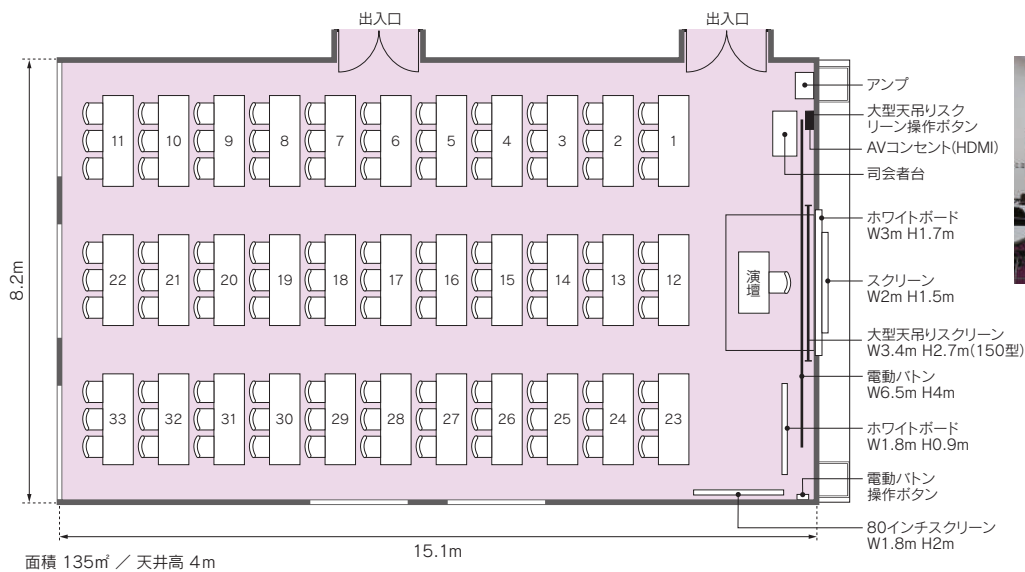 出入口
出入口
アンプ
大型天吊りスク
リーン操作ボタン
AVコンセント(HDMI)
司会者台
ホワイトボード
W3m H1.7m
スクリーン
W2m H1.5m
大型天吊りスクリーン
W3.4m H2.7m(150型)
電動バトン
W6.5m H4m
ホワイトボード
W1.8m H0.9m
電動バトン
操作ボタン
80インチスクリーン
W1.8m H2m
11 10 9 8 7 6 5 4 3 2 1
22 21 20 19 18 17 16 15 14 13 12
演壇
33 32 31 30 29 28 27 26 25 24 23
8.2m
15.1m
面積 135㎡ ／ 天井高 4m